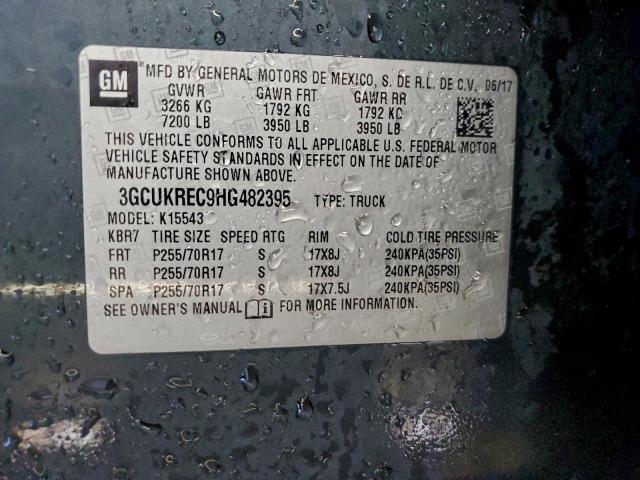 GM
MFD BY GENERAL MOTORS DE MEXICO, S. DE R.L. DE C.V. 06/17
GVWR GAWR FRT GAWR RR
3266 KG 1792 KG 1792 KG
7200 LB 3950 LB 3950 LB
THIS VEHICLE CONFORMS TO ALL APPLICABLE U.S. FEDERAL MOTOR
VEHICLE SAFETY STANDARDS IN EFFECT ON THE DATE OF
MANUFACTURE SHOWN ABOVE.
3GCUKREC9HG482395 TYPE: TRUCK
MODEL: K15543
KBR7 TIRE SIZE SPEED RTG RIM COLD TIRE PRESSURE
FRT P255/70R17 S 17X8J 240KPA(35PSI)
RR P255/70R17 S 17X8J 240KPA(35PSI)
SPA P255/70R17 S 17X7.5J 240KPA(35PSI)
SEE OWNER'S MANUAL FOR MORE INFORMATION.